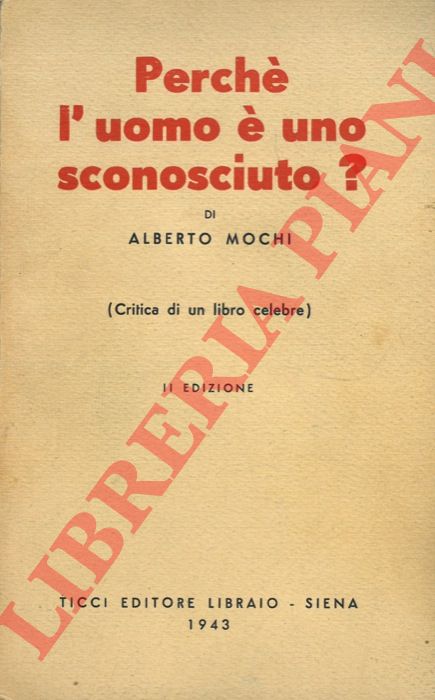 Perchè
l'uomo è uno
sconosciuto ?
DI
ALBERTO MOCHI
(Critica di un libro celebre)
II EDIZIONE
TICCI EDITORE LIBRAIO - SIENA
1943
LIBRERIA PIANI